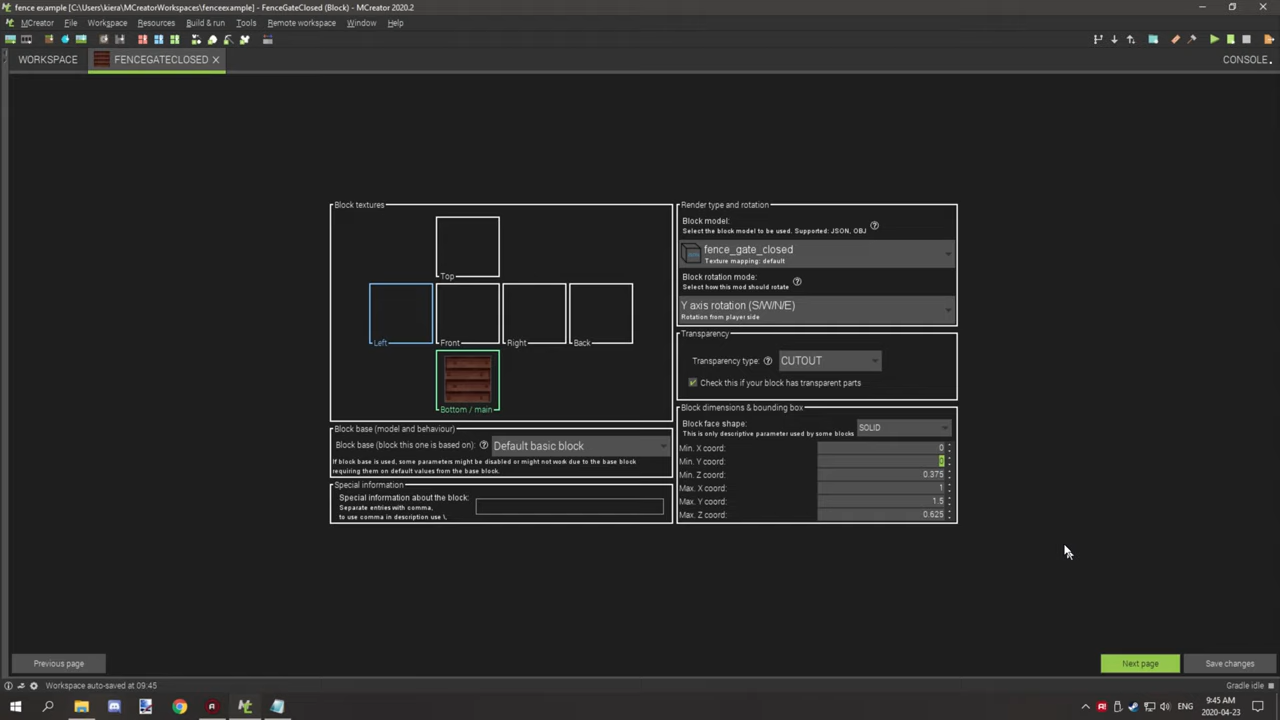 fence example [C:\Users\kiera\MCreatorWorkspaces\fenceexample] - FenceGateClosed (Block) - MCreator 2020.2
MCreator File Workspace Resources Build & run Tools Remote workspace Window Help
WORKSPACE FENCEGATECLOSED CONSOLE
Block textures
Top
Left Front Right Back
Bottom / main
Block base (model and behaviour)
Block base (block this one is based on): ? Default basic block
If block base is used, some parameters might be disabled or might not work due to the base block
requiring them on default values from the base block.
Special information
Special information about the block:
Separate entries with comma,
to use comma in description use \,
Render type and rotation
Block model:
Select the block model to be used. Supported: JSON, OBJ ?
fence_gate_closed
Texture mapping: default
Block rotation mode:
Select how this mod should rotate ?
Y axis rotation (S/W/N/E)
Rotation from player side
Transparency
Transparency type: ? CUTOUT
Check this if your block has transparent parts
Block dimensions & bounding box
Block face shape: SOLID
This is only descriptive parameter used by some blocks
Min. X coord: 0
Min. Y coord: 0
Min. Z coord: 0.375
Max. X coord: 1
Max. Y coord: 1.5
Max. Z coord: 0.625
Previous page Next page Save changes
Workspace auto-saved at 09:45 Gradle idle
ENG 9:45 AM
2020-04-23